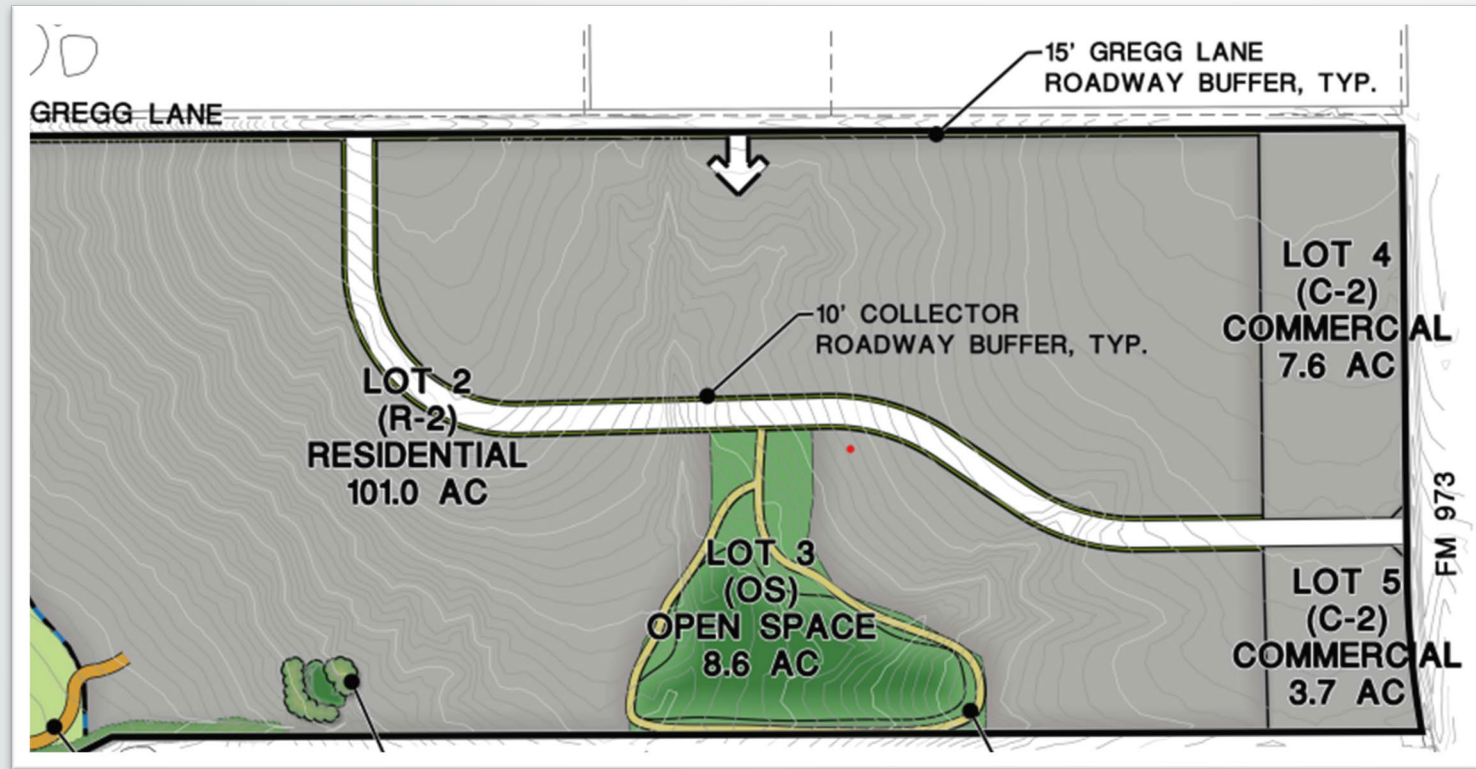 15' GREGG LANE
ROADWAY BUFFER, TYP.
GREGG LANE
LOT 4
(C-2)
COMMERCIAL
7.6 AC
10' COLLECTOR
ROADWAY BUFFER, TYP.
LOT 2
(R-2)
RESIDENTIAL
101.0 AC
FM 973
LOT 3
(OS)
OPEN SPACE
8.6 AC
LOT 5
(C-2)
COMMERCIAL
3.7 AC